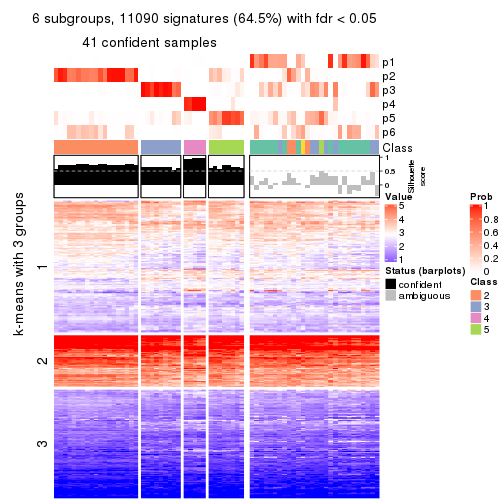 6 subgroups, 11090 signatures (64.5%) with fdr < 0.05
41 confident samples
p1
p2
p3
p4
p5
p6
Class
1
0.5
0
Silhouette
score
k-means with 3 groups
1
2
3
Value
5
4
3
2
1
Status (barplots)
confident
ambiguous
Prob
1
0.8
0.6
0.4
0.2
0
Class
2
3
4
5